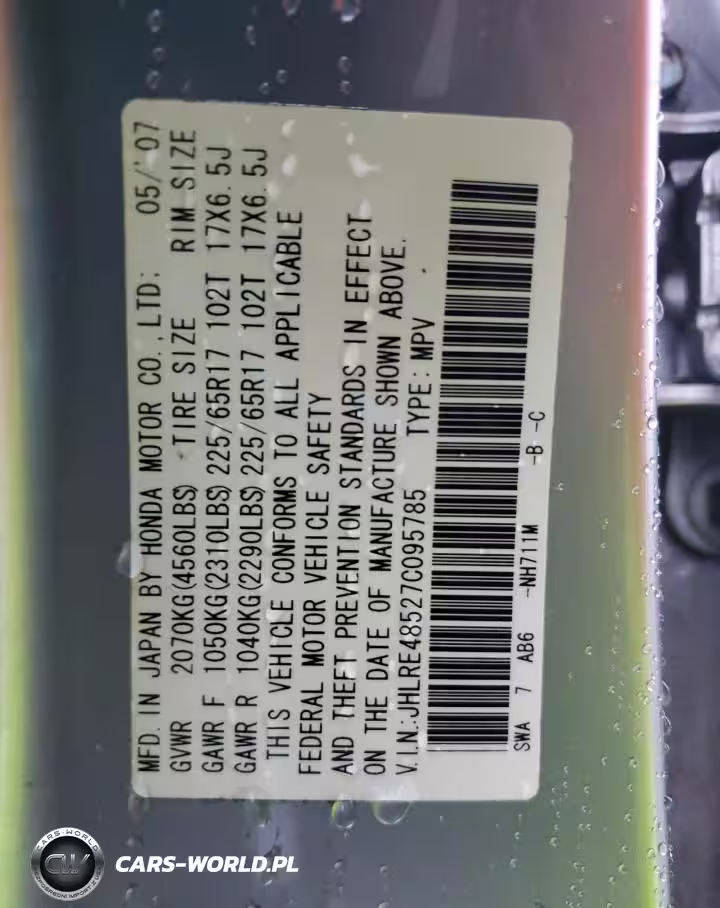 MFD. IN JAPAN BY HONDA MOTOR CO., LTD: 05/'07
GVWR 2070KG(4560LBS) TIRE SIZE RIM SIZE
GAWR F 1050KG(2310LBS) 225/65R17 102T 17X6.5J
GAWR R 1040KG(2290LBS) 225/65R17 102T 17X6.5J
THIS VEHICLE CONFORMS TO ALL APPLICABLE
FEDERAL MOTOR VEHICLE SAFETY
AND THEFT PREVENTION STANDARDS IN EFFECT
ON THE DATE OF MANUFACTURE SHOWN ABOVE.
V.I.N.:JHLRE48527C095785 TYPE: MPV
SWA 7 AB6 -NH711M -B -C
CARS-WORLD
CW
CARS-WORLD.PL